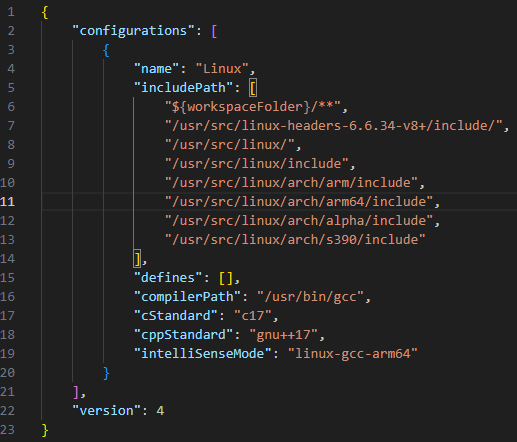 1 {
2     "configurations": [
3         {
4             "name": "Linux",
5             "includePath": [
6                 "${workspaceFolder}/**",
7                 "/usr/src/linux-headers-6.6.34-v8+/include/",
8                 "/usr/src/linux/",
9                 "/usr/src/linux/include",
10                 "/usr/src/linux/arch/arm/include",
11                 "/usr/src/linux/arch/arm64/include",
12                 "/usr/src/linux/arch/alpha/include",
13                 "/usr/src/linux/arch/s390/include"
14             ],
15             "defines": [],
16             "compilerPath": "/usr/bin/gcc",
17             "cStandard": "c17",
18             "cppStandard": "gnu++17",
19             "intelliSenseMode": "linux-gcc-arm64"
20         }
21     ],
22     "version": 4
23 }